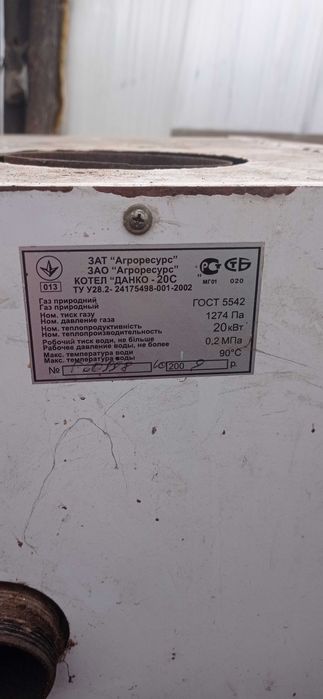 ЗАТ "Агроресурс"
ЗАО "Агроресурс"
КОТЕЛ "ДАНКО - 20С
ТУ У28.2- 24175498-001-2002
013
МГ01
020
Газ природний
Газ природный
ГОСТ 5542
Ном. тиск газу
Ном. давление газа
1274 Па
Ном. теплопродуктивність
Ном. теплопроизводительность
20 кВт
Робочий тиск води, не більше
Рабочее давление воды, не более
0,2 МПа
Макс. температура води
Макс. температура воды
90°С
№
200 р.